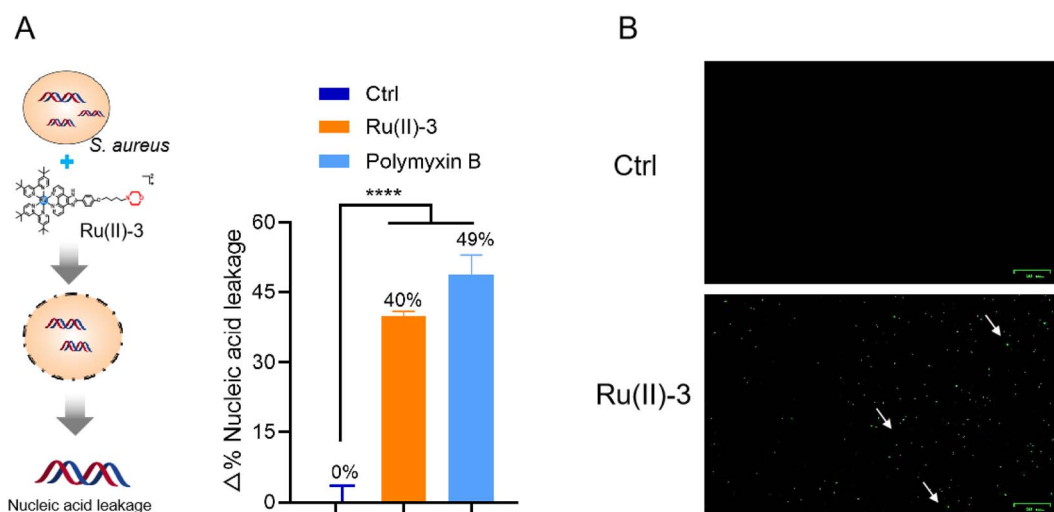 A
B
S. aureus
Ru(II)-3
Nucleic acid leakage
Ctrl
Ru(II)-3
Polymyxin B
****
△% Nucleic acid leakage
60
45
30
15
0
0%
40%
49%
Ctrl
Ru(II)-3